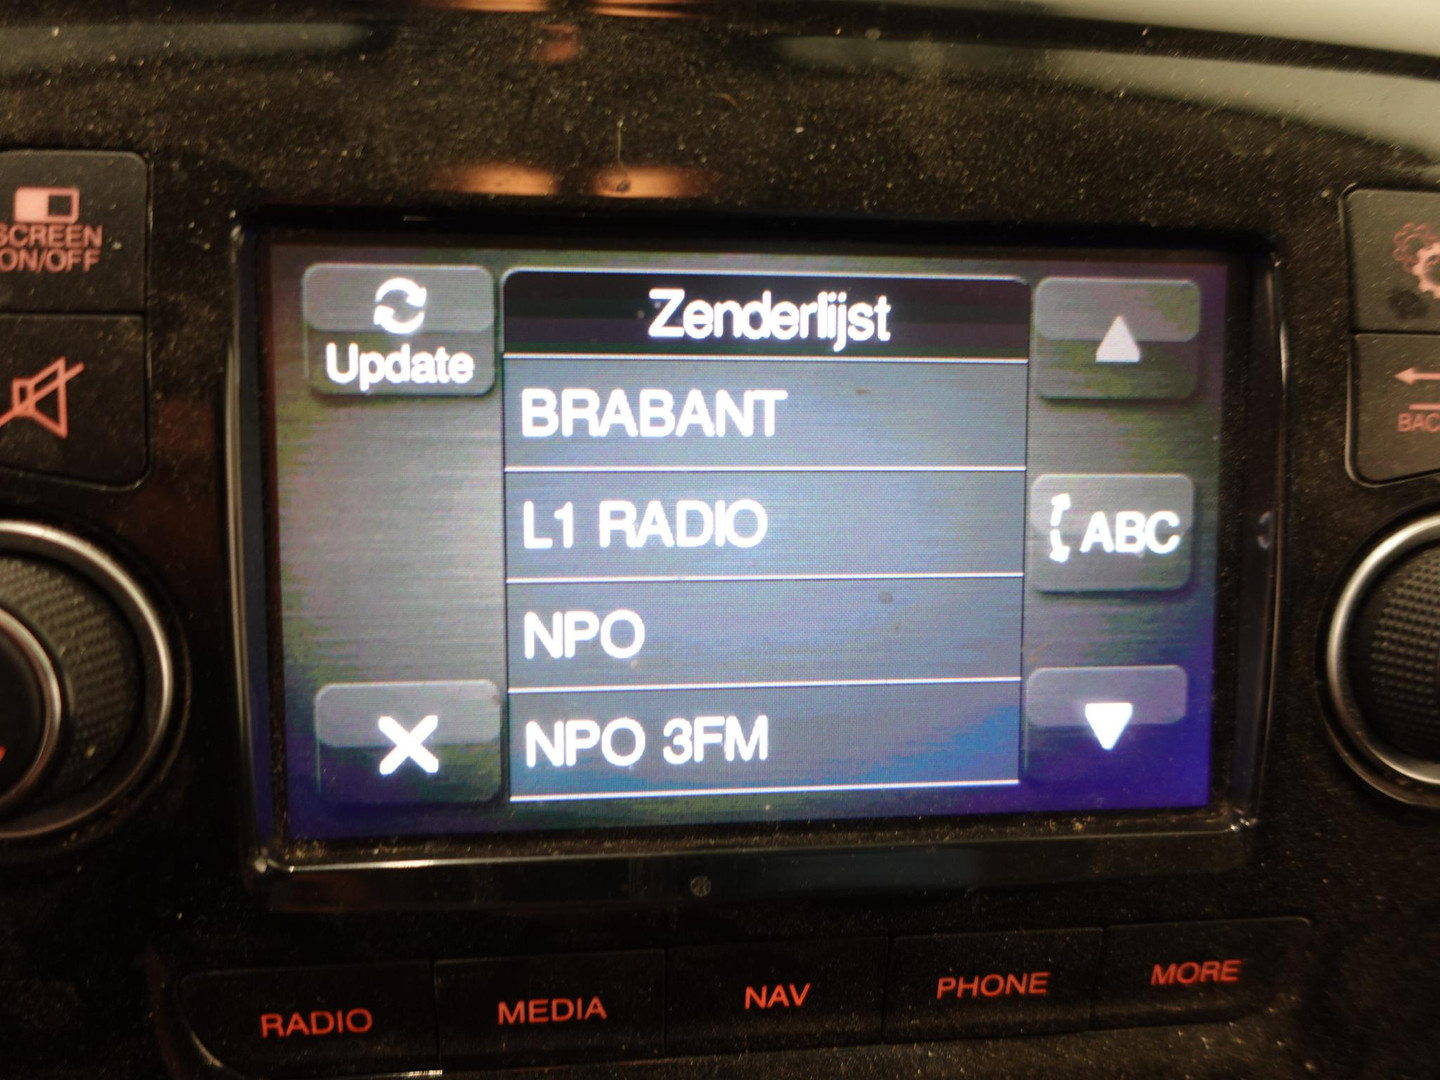 SCREEN
ON/OFF
Update
Zenderlijst
BRABANT
L1 RADIO
ABC
NPO
NPO 3FM
RADIO
MEDIA
NAV
PHONE
MORE